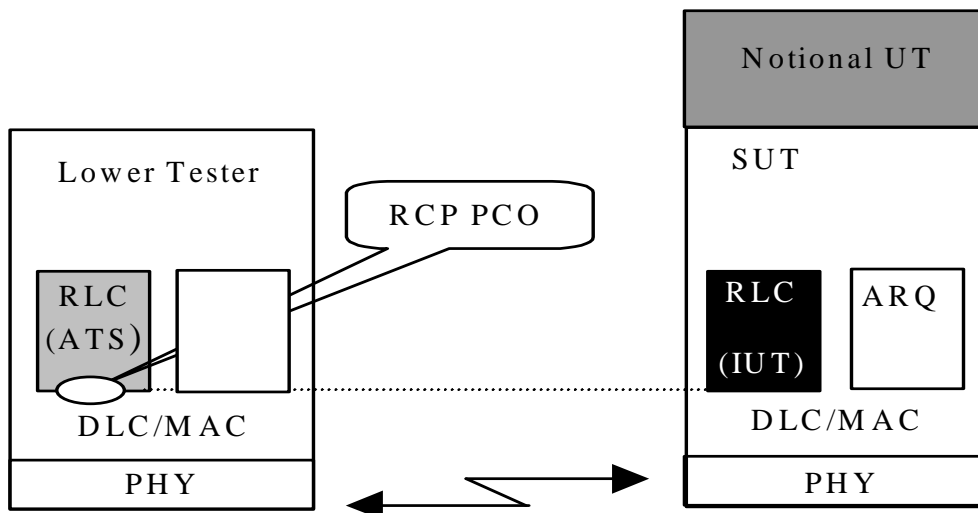 Notional UT
Lower Tester
SUT
RCP PCO
RLC
(ATS)
RLC
(IUT)
ARQ
DLC/MAC
DLC/MAC
PHY
PHY